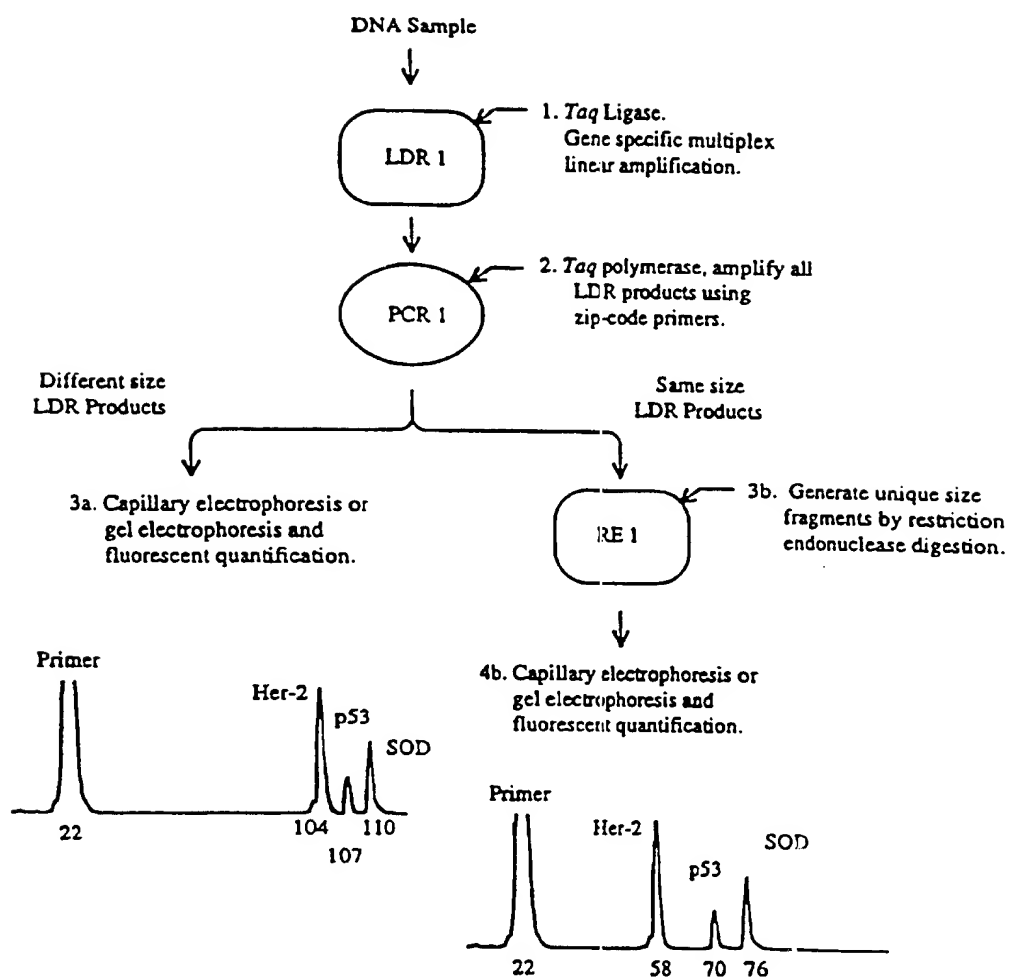 DNA Sample
LDR 1
1. Taq Ligase.
Gene specific multiplex
linear amplification.
PCR 1
2. Taq polymerase, amplify all
LDR products using
zip-code primers.
Different size
LDR Products
Same size
LDR Products
3a. Capillary electrophoresis or
gel electrophoresis and
fluorescent quantification.
RE 1
3b. Generate unique size
fragments by restriction
endonuclease digestion.
4b. Capillary electrophoresis or
gel electrophoresis and
fluorescent quantification.
Primer
Her-2
p53
SOD
22
104
107
110
Primer
Her-2
p53
SOD
22
58
70
76